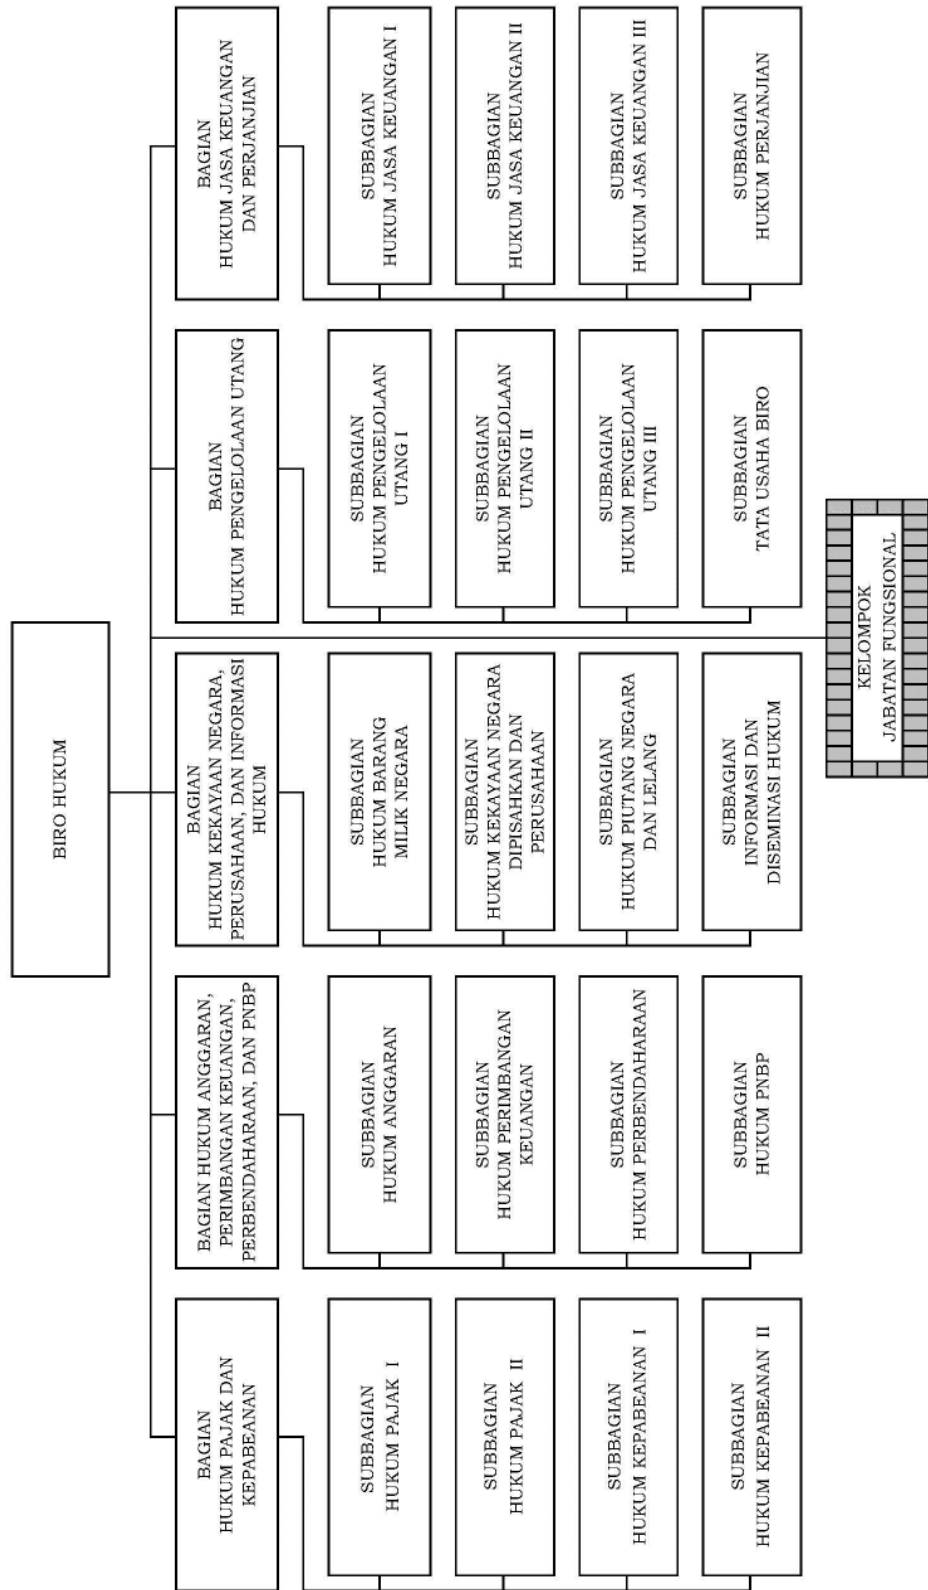 BIRO HUKUM
BAGIAN
HUKUM PAJAK DAN
KEPABEANAN
SUBBAGIAN
HUKUM PAJAK I
SUBBAGIAN
HUKUM PAJAK II
SUBBAGIAN
HUKUM KEPABEANAN I
SUBBAGIAN
HUKUM KEPABEANAN II
BAGIAN HUKUM ANGGARAN,
PERIMBANGAN KEUANGAN,
PERBENDAHARAAN, DAN PNBP
SUBBAGIAN
HUKUM ANGGARAN
SUBBAGIAN
HUKUM PERIMBANGAN
KEUANGAN
SUBBAGIAN
HUKUM PERBENDAHARAAN
SUBBAGIAN
HUKUM PNBP
BAGIAN
HUKUM KEKAYAAN NEGARA,
PERUSAHAAN, DAN INFORMASI
HUKUM
SUBBAGIAN
HUKUM BARANG
MILIK NEGARA
SUBBAGIAN
HUKUM KEKAYAAN NEGARA
DIPISAHKAN DAN
PERUSAHAAN
SUBBAGIAN
HUKUM PIUTANG NEGARA
DAN LELANG
SUBBAGIAN
INFORMASI DAN
DISEMINASI HUKUM
BAGIAN
HUKUM PENGELOLAAN UTANG
SUBBAGIAN
HUKUM PENGELOLAAN
UTANG I
SUBBAGIAN
HUKUM PENGELOLAAN
UTANG II
SUBBAGIAN
HUKUM PENGELOLAAN
UTANG III
SUBBAGIAN
TATA USAHA BIRO
BAGIAN
HUKUM JASA KEUANGAN
DAN PERJANJIAN
SUBBAGIAN
HUKUM JASA KEUANGAN I
SUBBAGIAN
HUKUM JASA KEUANGAN II
SUBBAGIAN
HUKUM JASA KEUANGAN III
SUBBAGIAN
HUKUM PERJANJIAN
KELOMPOK
JABATAN FUNGSIONAL